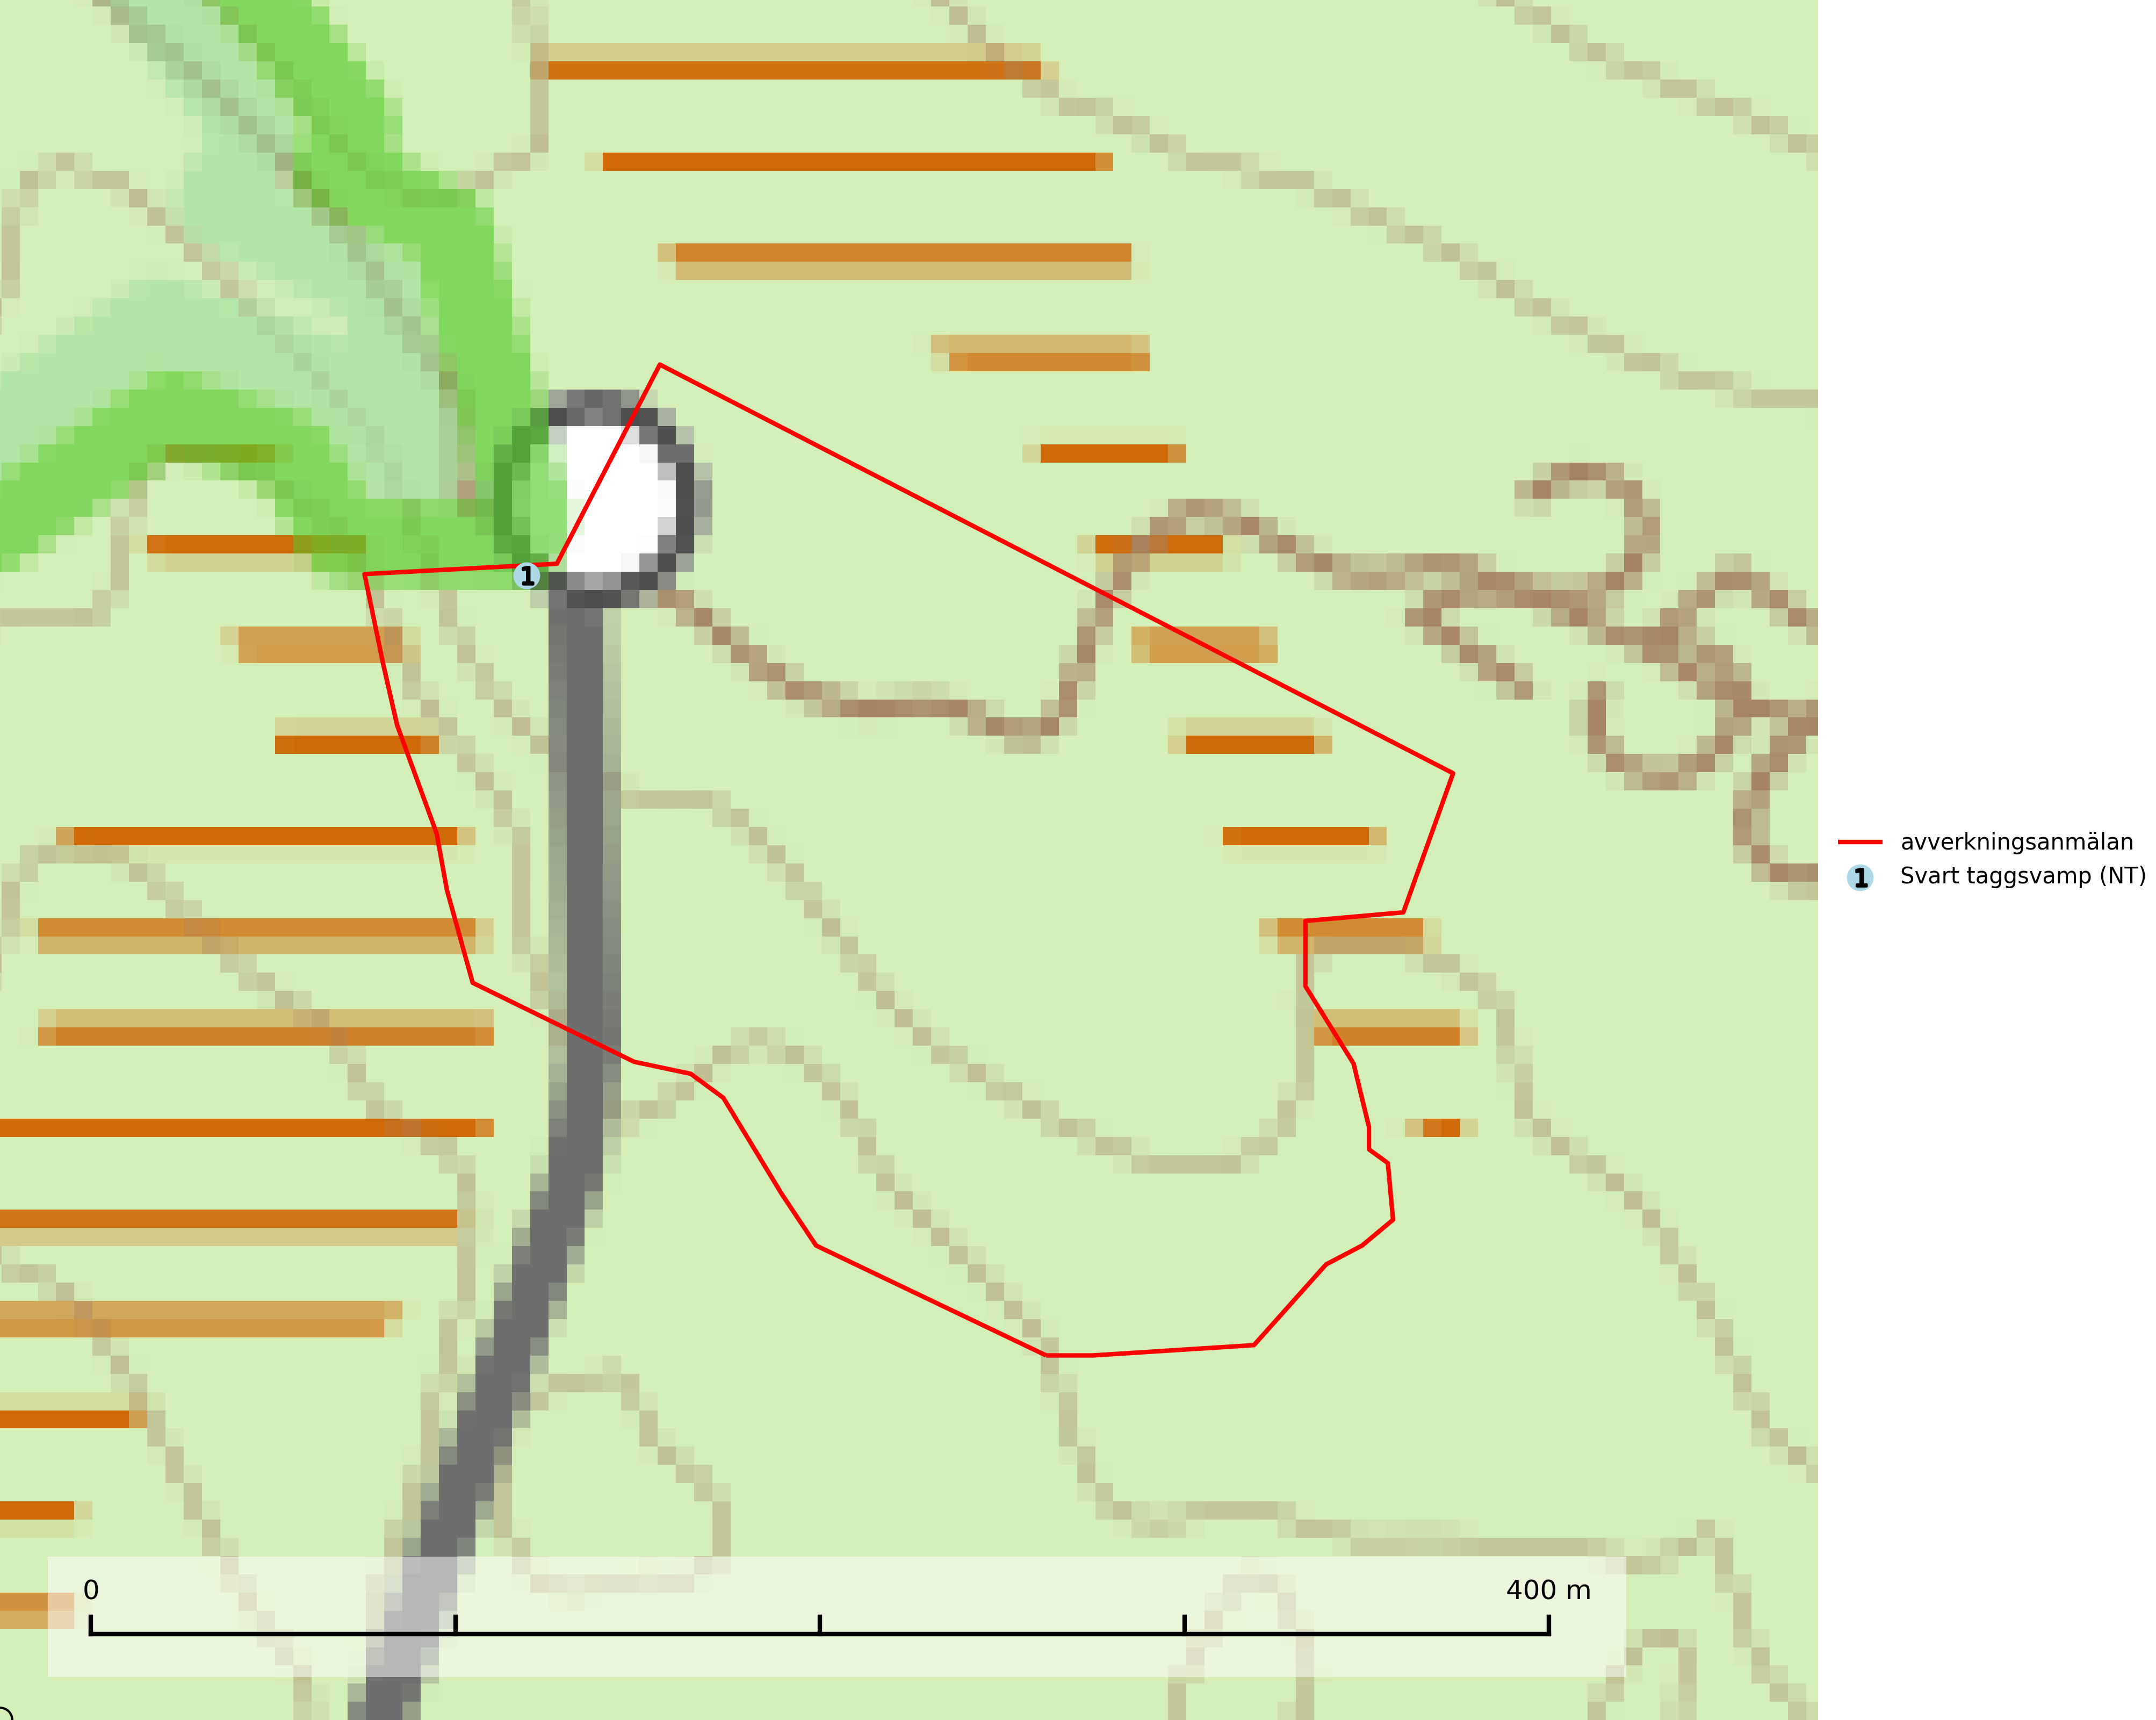 1
avverkningsanmälan
1 Svart taggsvamp (NT)
0 400 m